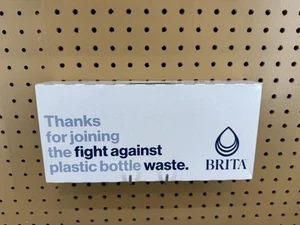 Thanks
for joining
the fight against
plastic bottle waste.
BRITA